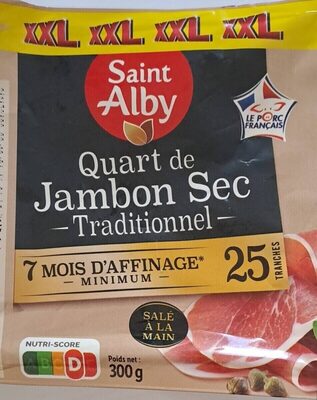 XXL XXL XXL XXL
Saint
Alby
LE PORC
FRANÇAIS
Quart de
Jambon Sec
Traditionnel
7 MOIS D'AFFINAGE*
MINIMUM
25
TRANCHES
SALÉ
À LA
MAIN
NUTRI-SCORE
A B C D E
Poids net :
300g